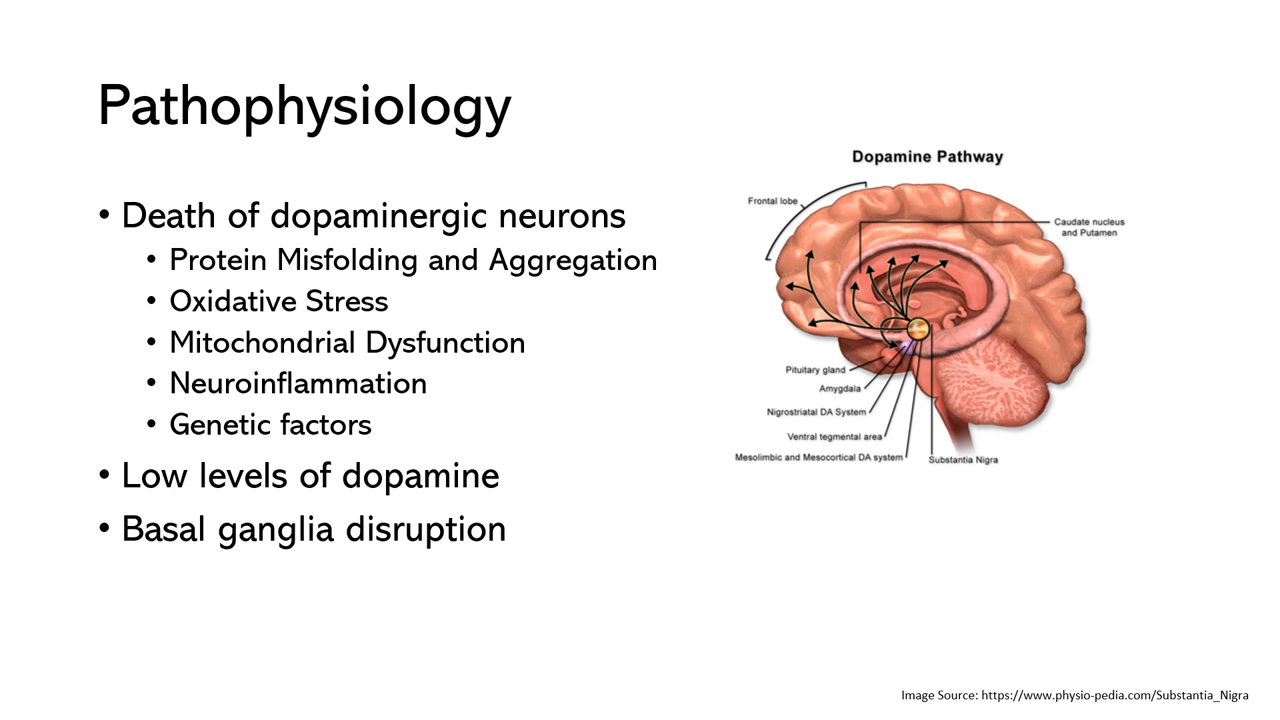 Pathophysiology
• Death of dopaminergic neurons
• Protein Misfolding and Aggregation
• Oxidative Stress
• Mitochondrial Dysfunction
• Neuroinflammation
• Genetic factors
• Low levels of dopamine
• Basal ganglia disruption
Dopamine Pathway
Frontal lobe
Caudate nucleus
and Putamen
Pituitary gland
Amygdala
Nigrostriatal DA System
Ventral tegmental area
Mesolimbic and Mesocortical DA system
Substantia Nigra
Image Source: https://www.physio-pedia.com/Substantia_Nigra